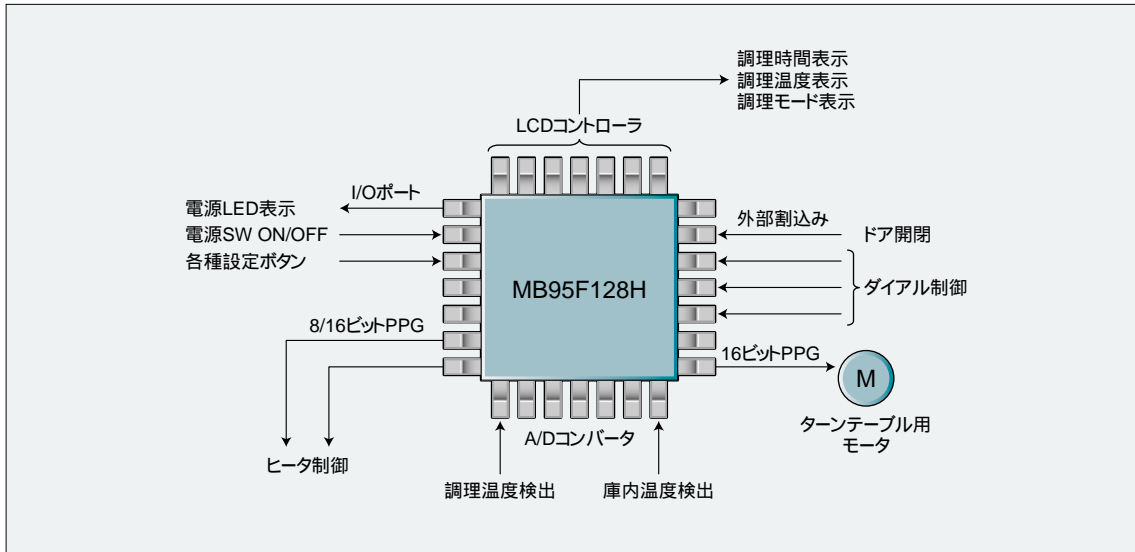 調理時間表示
調理温度表示
調理モード表示
LCDコントローラ
I/Oポート
電源LED表示
電源SW ON/OFF
各種設定ボタン
外部割込み
ドア開閉
ダイアル制御
MB95F128H
8/16ビットPPG
16ビットPPG
M
ターンテーブル用
モータ
A/Dコンバータ
ヒータ制御
調理温度検出
庫内温度検出